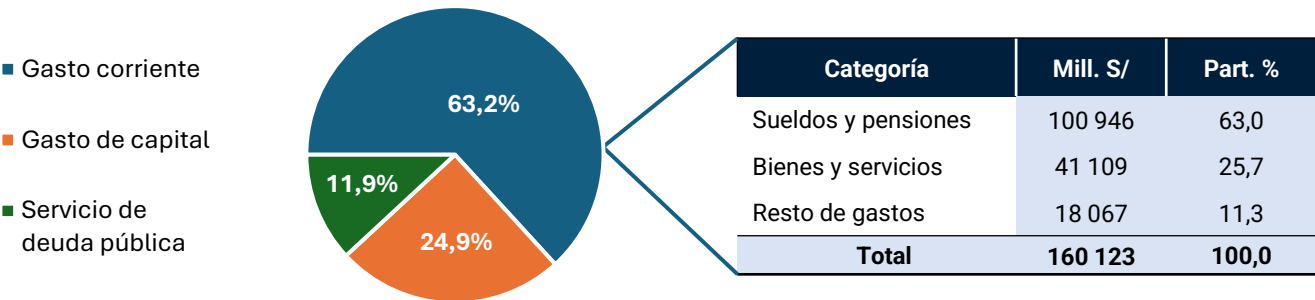 Gasto corriente
Gasto de capital
Servicio de
deuda pública
63,2%
11,9%
24,9%
Categoría Mill. S/ Part. %
Sueldos y pensiones 100 946 63,0
Bienes y servicios 41 109 25,7
Resto de gastos 18 067 11,3
Total 160 123 100,0